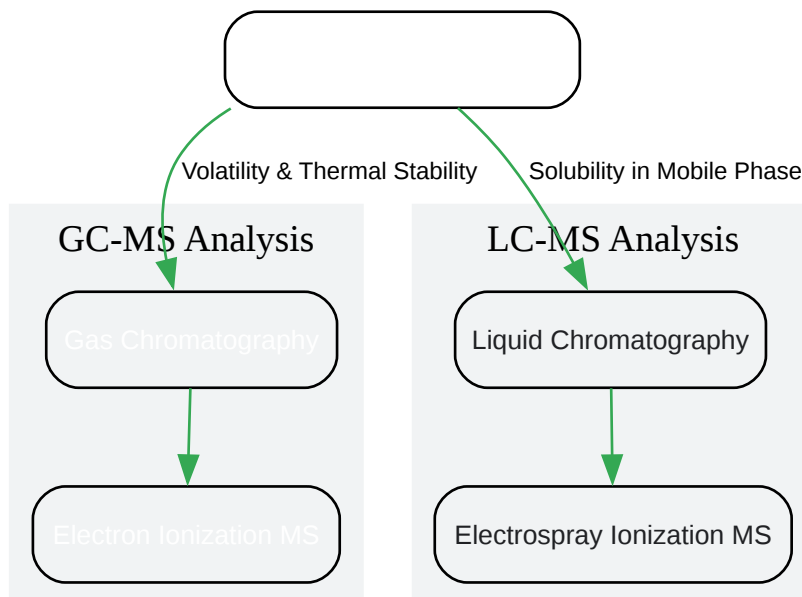 Volatility & Thermal Stability
Solubility in Mobile Phase
GC-MS Analysis
LC-MS Analysis
Gas Chromatography
Liquid Chromatography
Electron Ionization MS
Electrospray Ionization MS